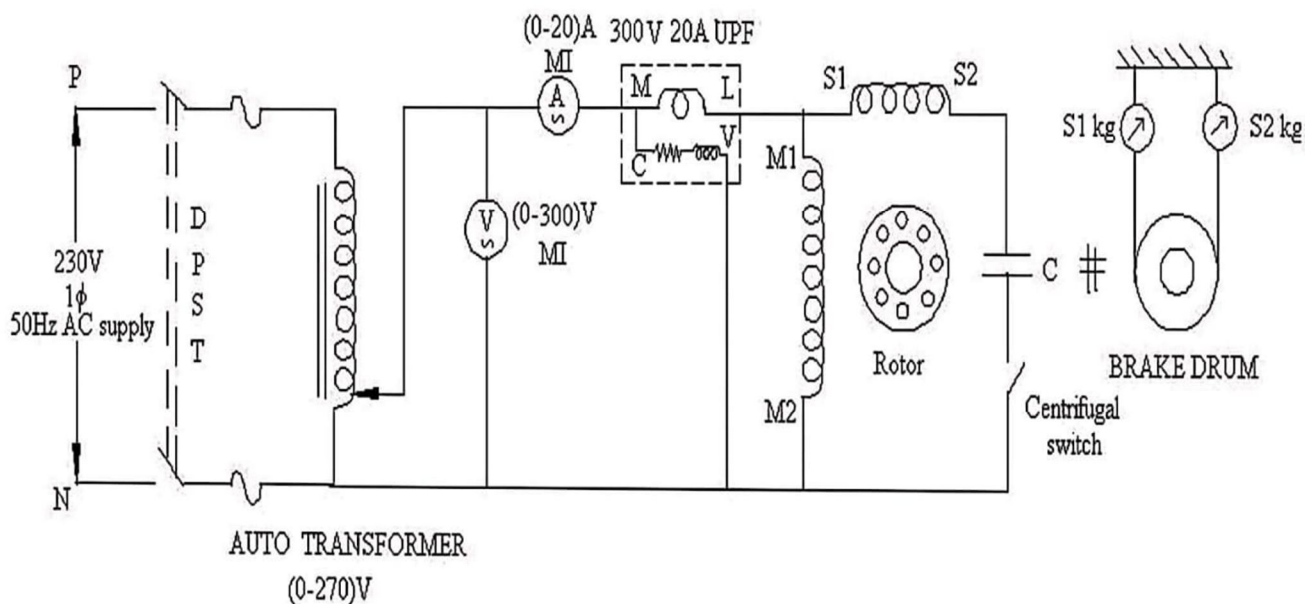 (0-20)A
MI
300V 20A UPF
P
M
L
S1
S2
A
C
V
S1 kg
S2 kg
M1
D
P
S
T
V
(0-300)V
MI
230V
1ϕ
50Hz AC supply
C
Rotor
BRAKE DRUM
M2
Centrifugal
switch
N
AUTO TRANSFORMER
(0-270)V